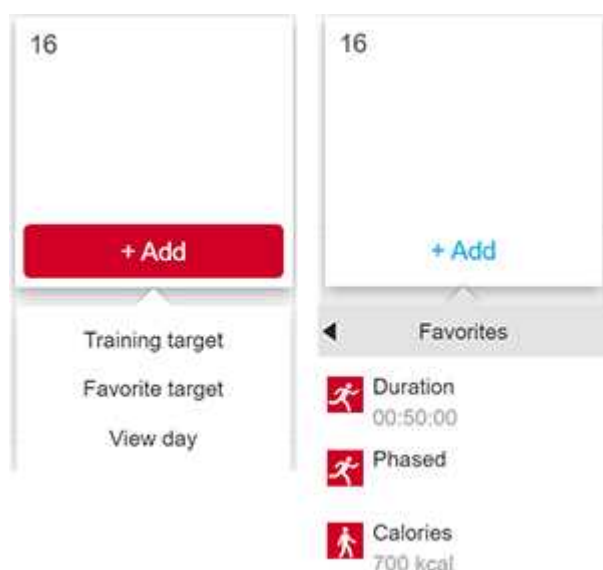 16
+ Add
Training target
Favorite target
View day
16
+ Add
Favorites
Duration
00:50:00
Phased
Calories
700 kcal